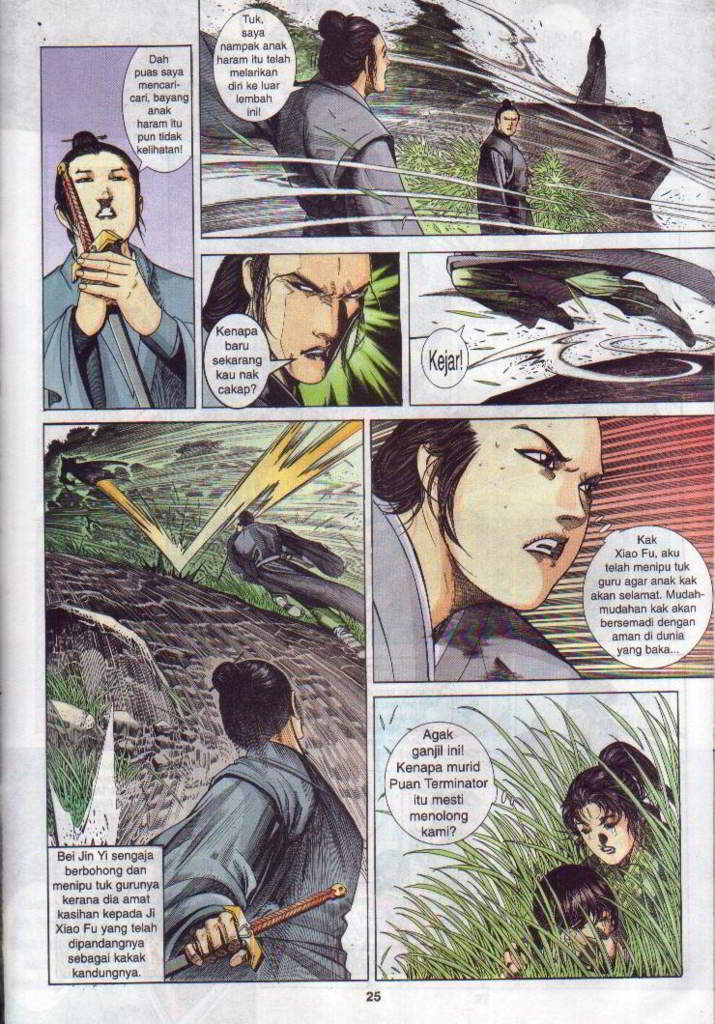 Dah
puas saya
mencari-
cari, bayang
anak
haram itu
pun tidak
kelihatan!
Tuk,
saya
nampak anak
haram itu telah
melarikan
diri ke luar
lembah
ini!
Kenapa
baru
sekarang
kau nak
cakap?
Kejar!
Bei Jin Yi sengaja
berbohong dan
menipu tuk gurunya
kerana dia amat
kasihan kepada Ji
Xiao Fu yang telah
dipandangnya
sebagai kakak
kandungnya.
Kak
Xiao Fu, aku
telah menipu tuk
guru agar anak kak
akan selamat. Mudah-
mudahan kak akan
bersemadi dengan
aman di dunia
yang baka...
Agak
ganjil ini!
Kenapa murid
Puan Terminator
itu mesti
menolong
kami?
25